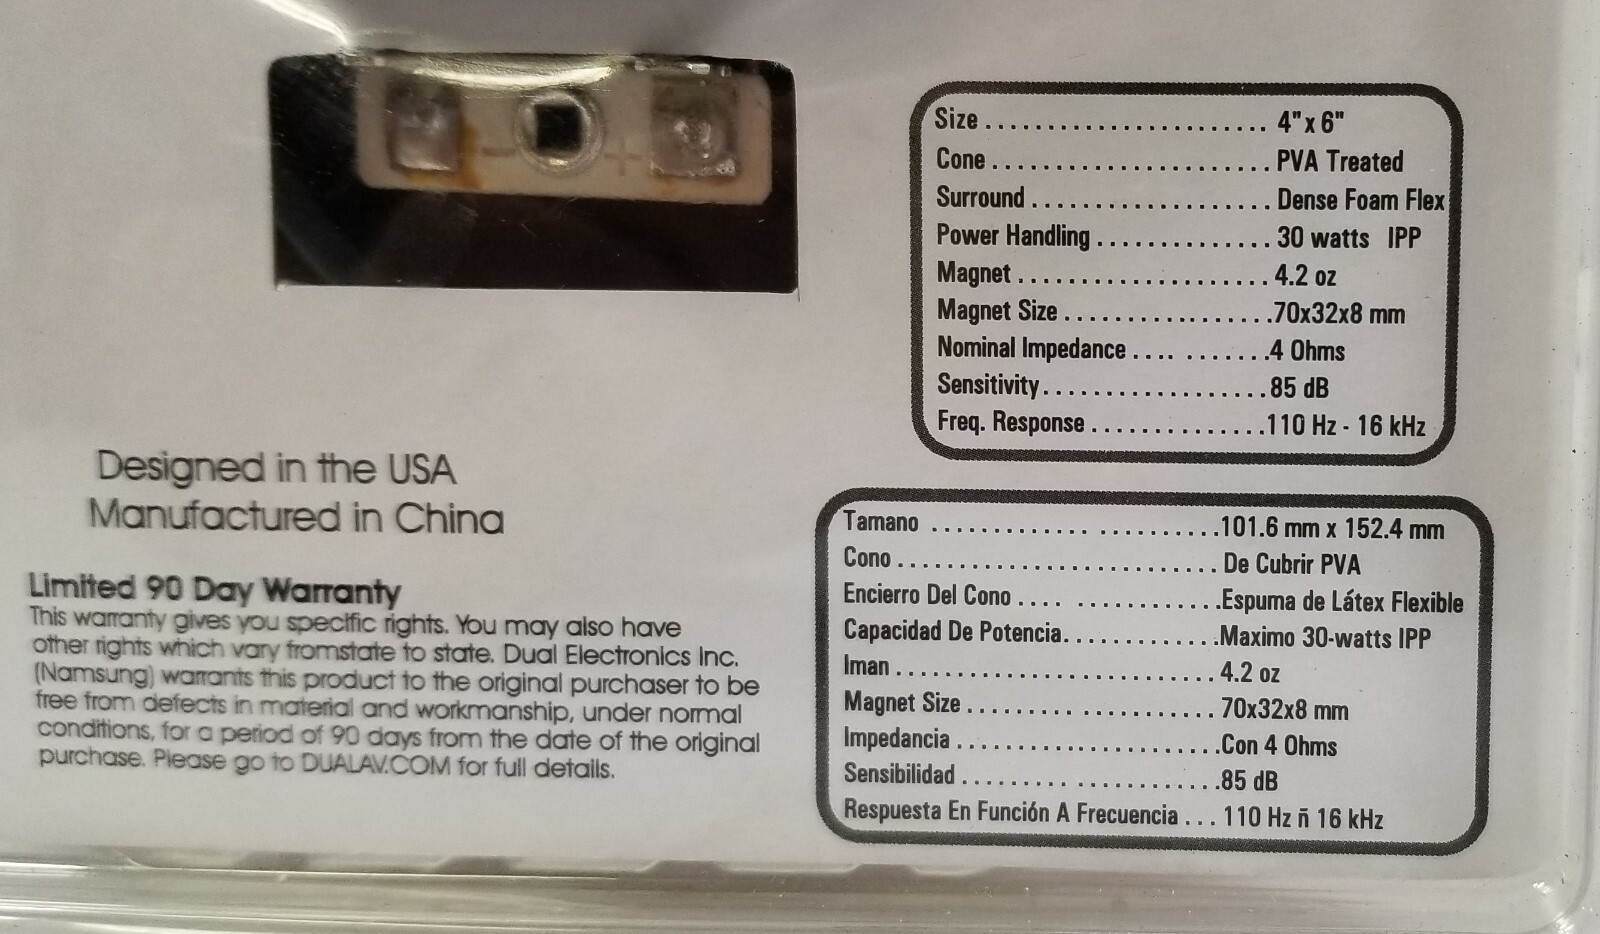 - +
Size ........................ 4"x 6"
Cone ........................ PVA Treated
Surround .................... Dense Foam Flex
Power Handling .............. 30 watts IPP
Magnet ..................... 4.2 oz
Magnet Size ................. 70x32x8 mm
Nominal Impedance .... ....... 4 Ohms
Sensitivity ................... 85 dB
Freq. Response .............. 110 Hz - 16 kHz
Designed in the USA
Manufactured in China
Limited 90 Day Warranty
This warranty gives you specific rights. You may also have
other rights which vary fromstate to state. Dual Electronics Inc.
(Namsung) warrants this product to the original purchaser to be
free from defects in material and workmanship, under normal
conditions, for a period of 90 days from the date of the original
purchase. Please go to DUALAV.COM for full details.
Tamano ......................... 101.6 mm x 152.4 mm
Cono ............................ De Cubrir PVA
Encierro Del Cono .... ............. Espuma de Látex Flexible
Capacidad De Potencia.............. Maximo 30-watts IPP
Iman ............................ 4.2 oz
Magnet Size ......... ............ 70x32x8 mm
Impedancia ....................... Con 4 Ohms
Sensibilidad ......... ............. 85 dB
Respuesta En Función A Frecuencia ... 110 Hz ñ 16 kHz